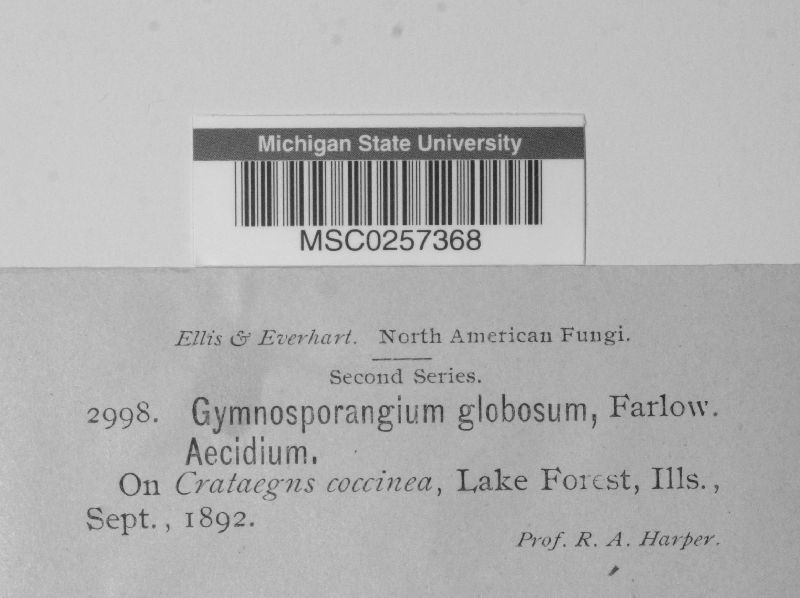 Michigan State University
MSC0257368
Ellis & Everhart. North American Fungi.
Second Series.
2998. Gymnosporangium globosum, Farlow.
Aecidium.
On Crataegns coccinea, Lake Forest, Ills.,
Sept., 1892.
Prof. R. A. Harper.